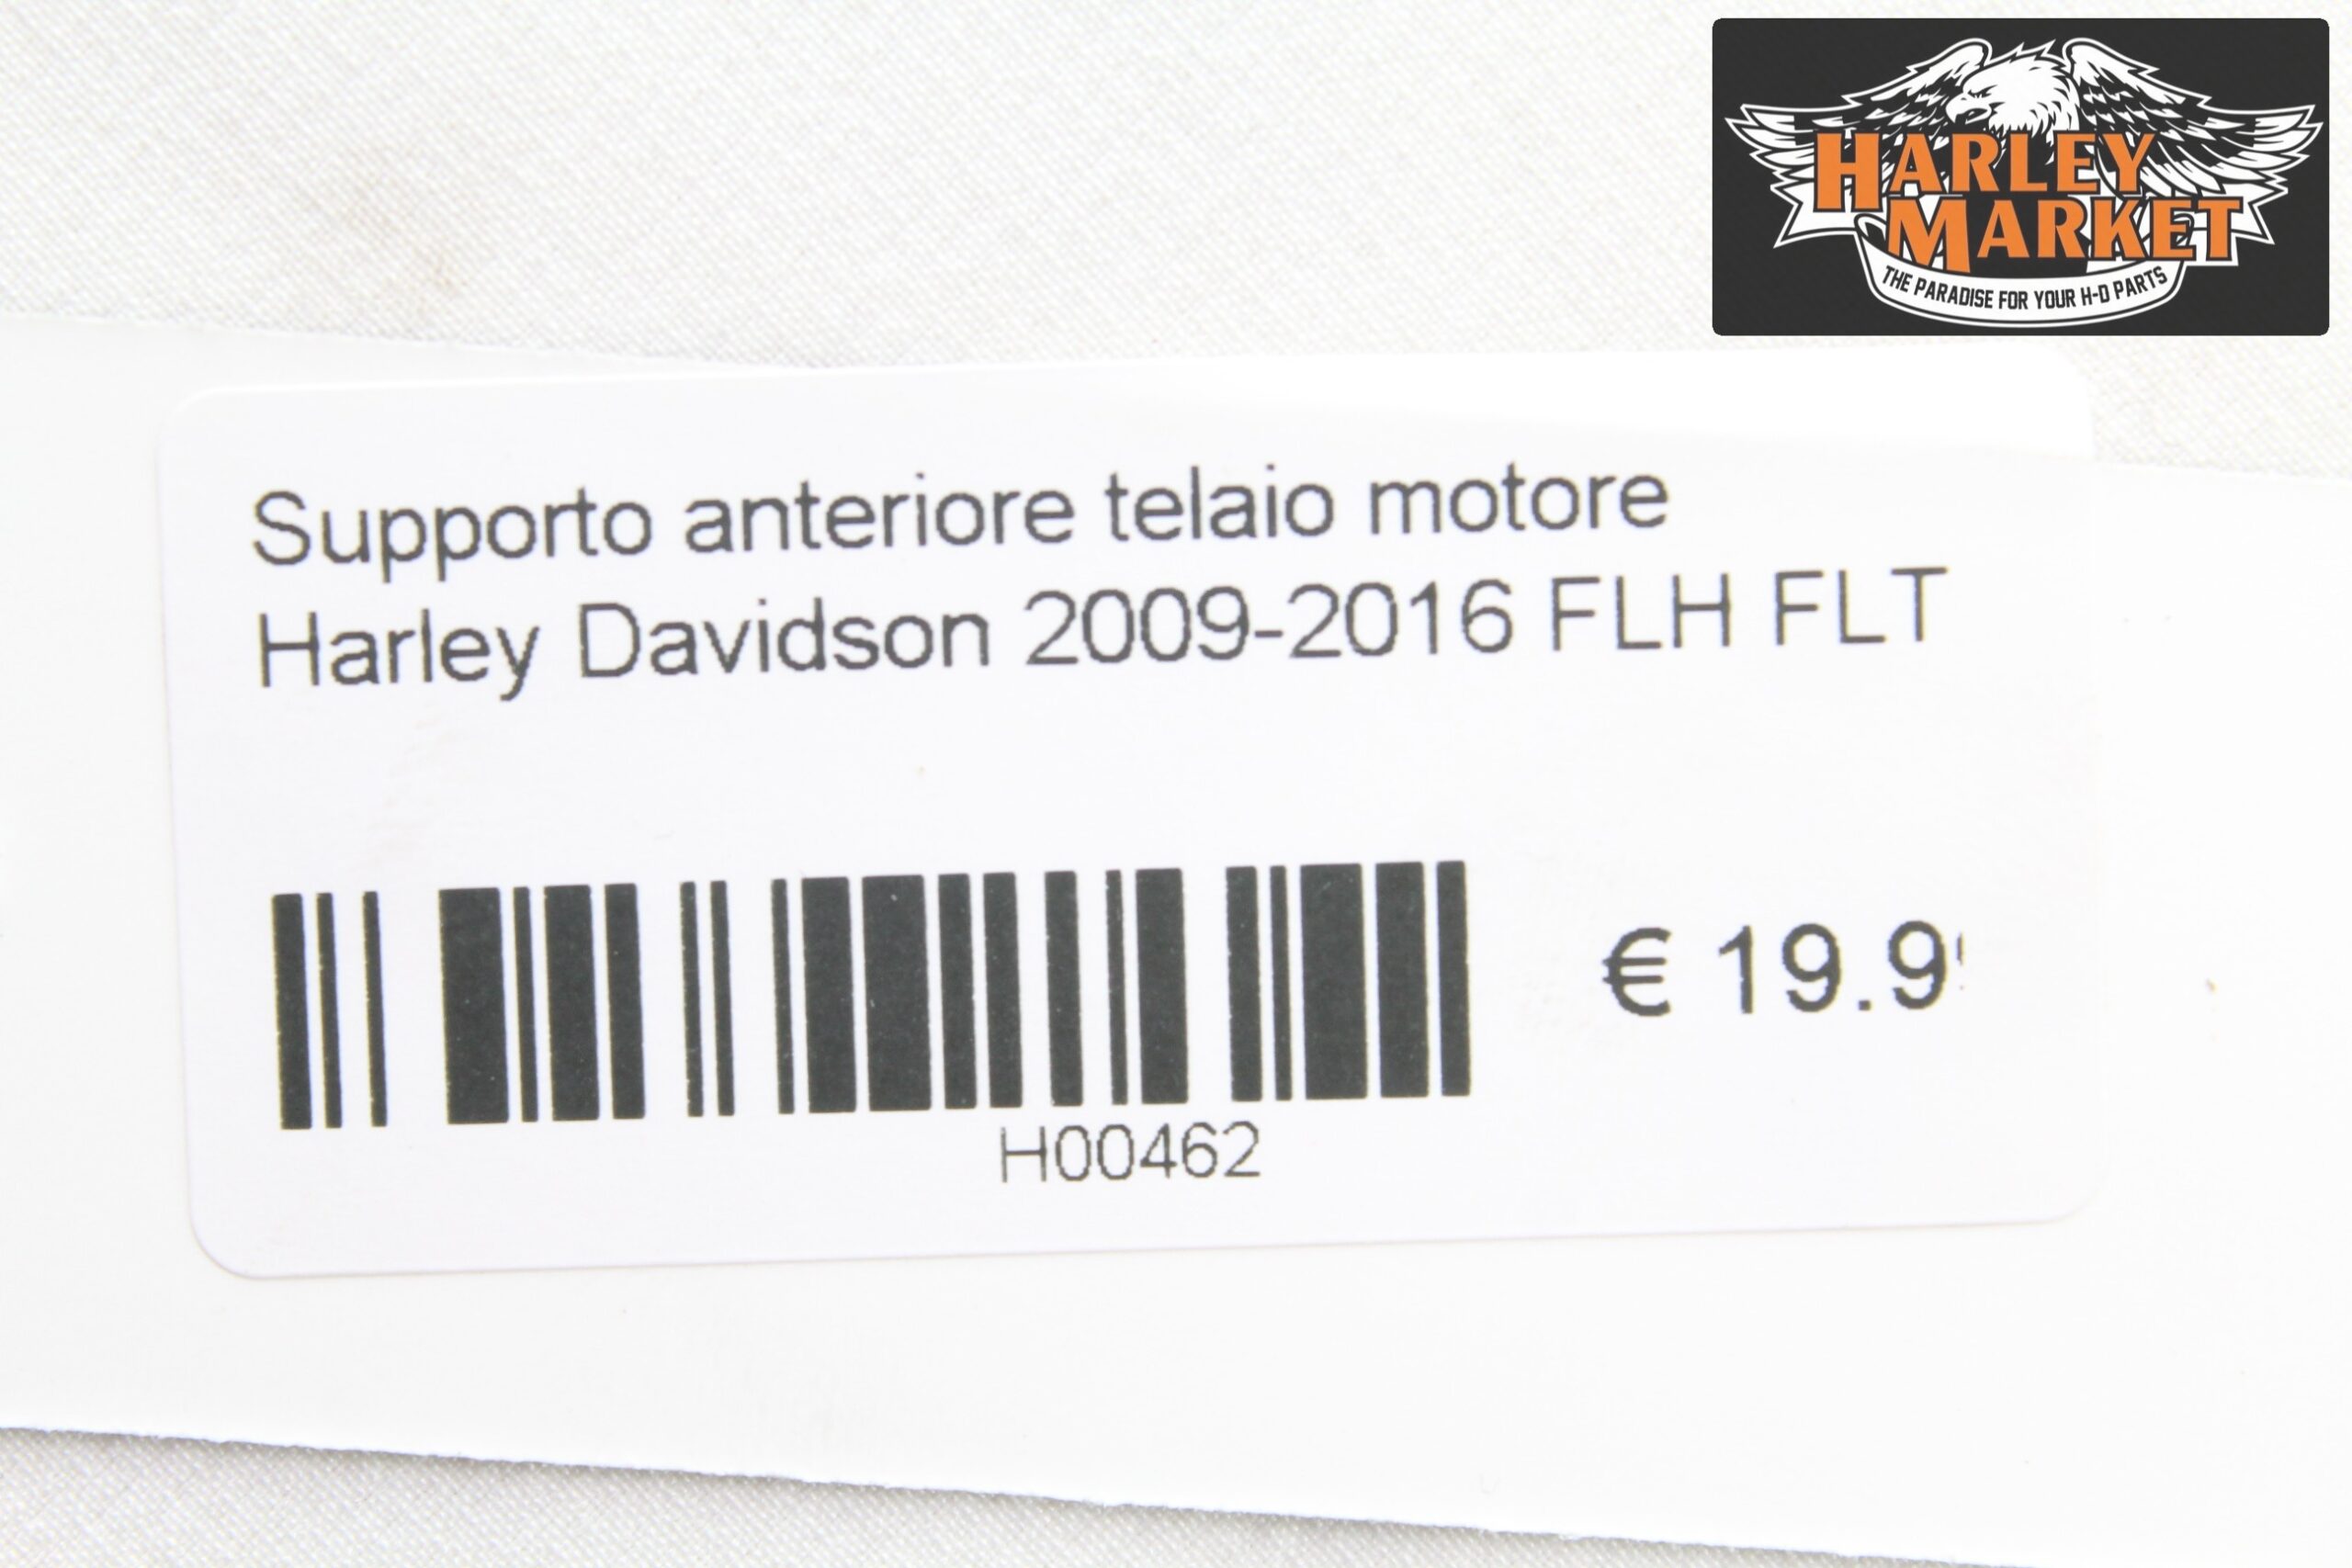 HARLEY
MARKET
THE PARADISE FOR YOUR H-D PARTS
Supporto anteriore telaio motore
Harley Davidson 2009-2016 FLH FLT
€ 19.9
H00462